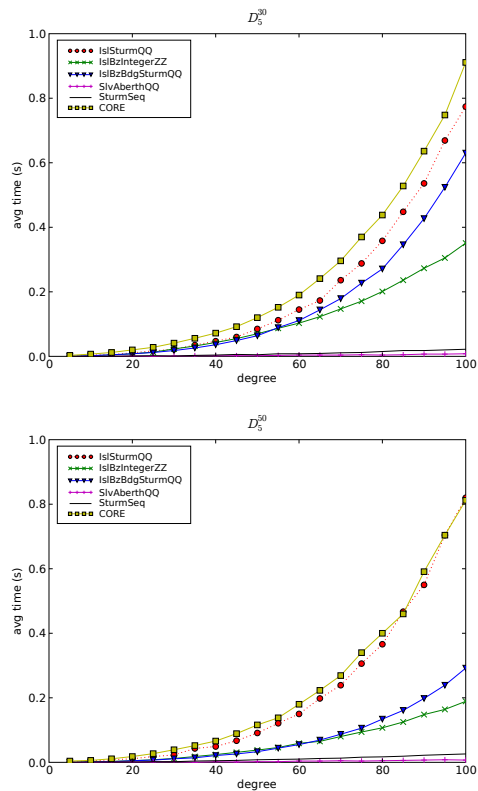 D_5^30
1.0
0.8
0.6
0.4
0.2
0.0
avg time (s)
IslSturmQQ
IslBzIntegerZZ
IslBzBdgSturmQQ
SlvAberthQQ
SturmSeq
CORE
0 20 40 60 80 100
degree
D_5^50
1.0
0.8
0.6
0.4
0.2
0.0
avg time (s)
IslSturmQQ
IslBzIntegerZZ
IslBzBdgSturmQQ
SlvAberthQQ
SturmSeq
CORE
0 20 40 60 80 100
degree